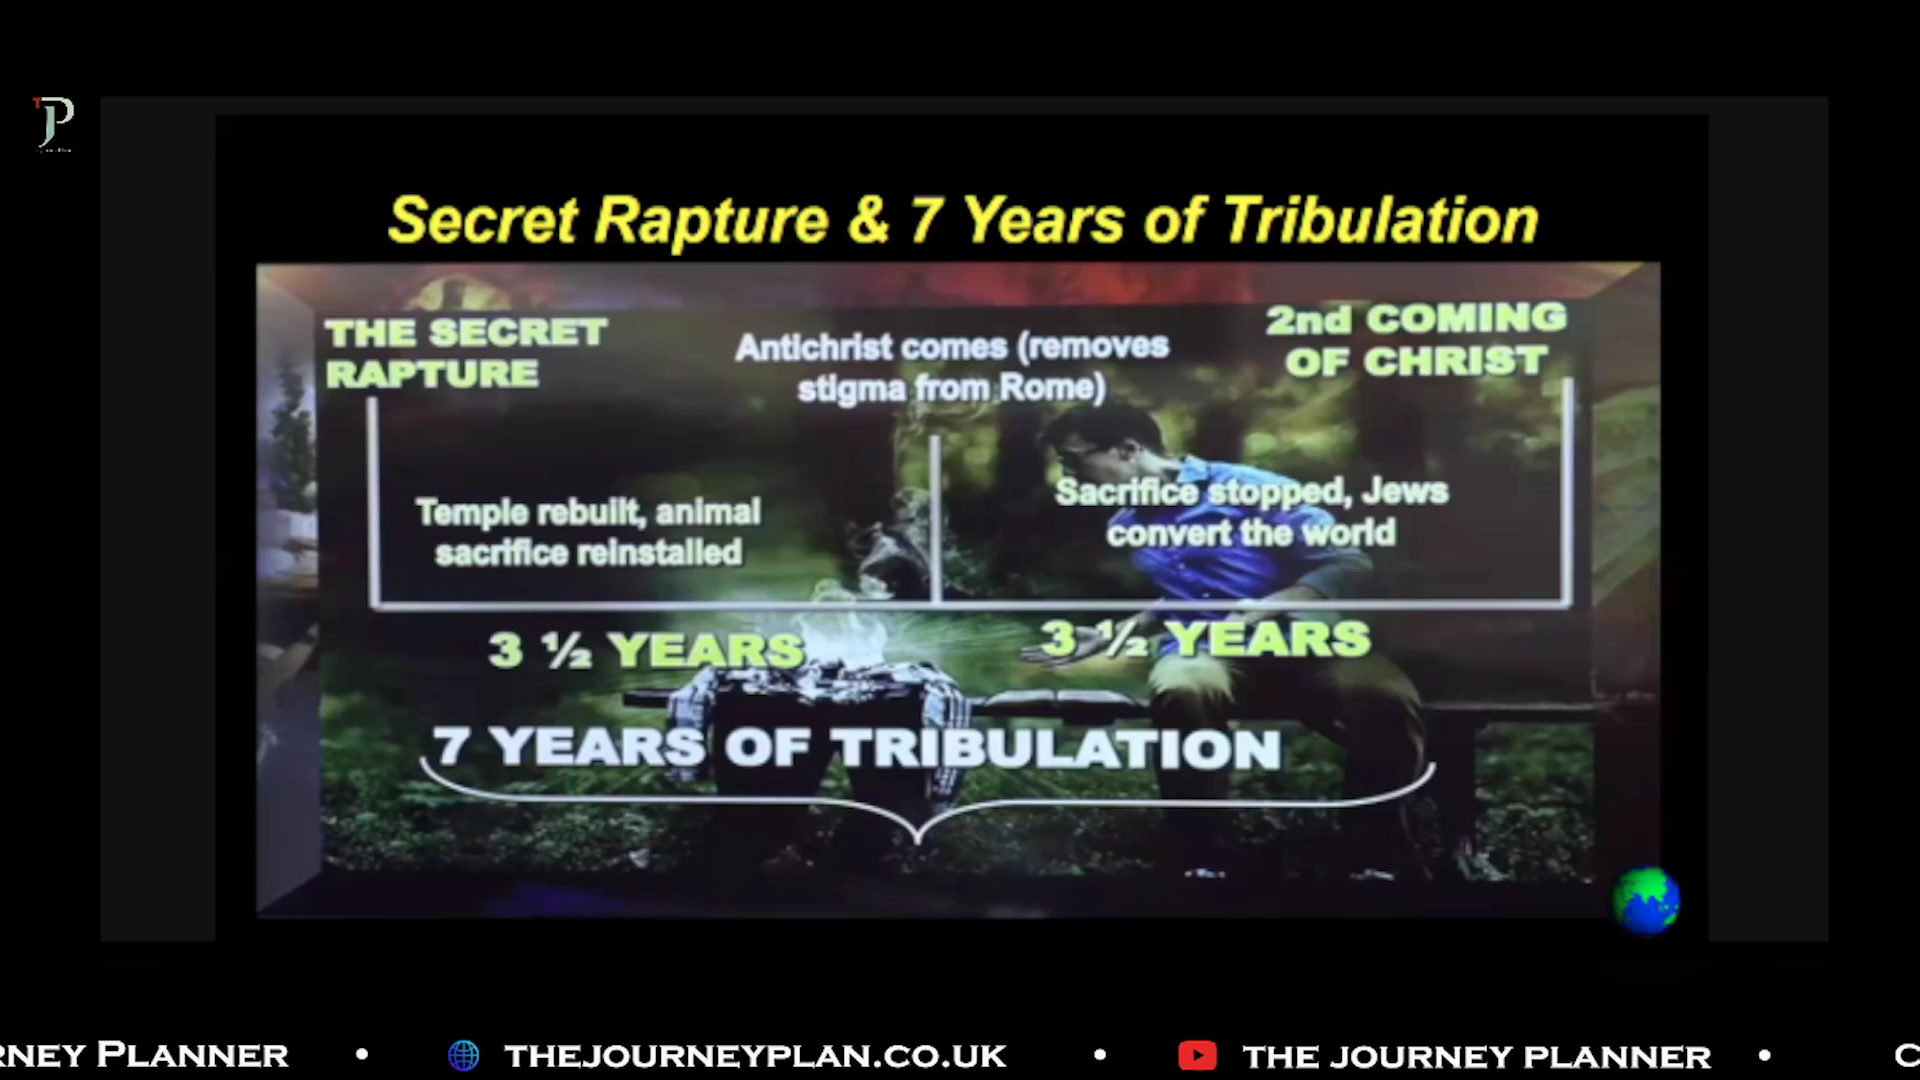 TJP
Secret Rapture & 7 Years of Tribulation
THE SECRET
RAPTURE
Antichrist comes (removes
stigma from Rome)
2nd COMING
OF CHRIST
Temple rebuilt, animal
sacrifice reinstalled
Sacrifice stopped, Jews
convert the world
3 ½ YEARS
3 ½ YEARS
7 YEARS OF TRIBULATION
RNEY PLANNER • THEJOURNEYPLAN.CO.UK • THE JOURNEY PLANNER •